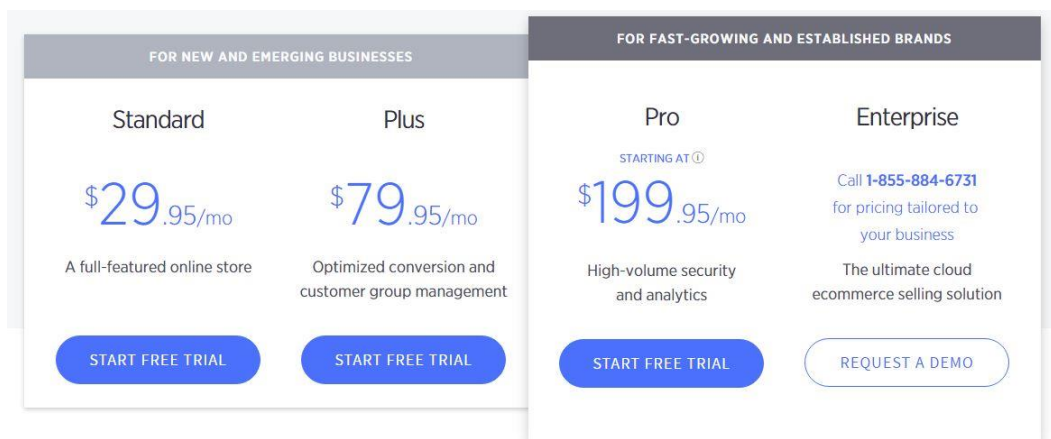 FOR NEW AND EMERGING BUSINESSES
Standard
$29.95/mo
A full-featured online store
START FREE TRIAL
Plus
$79.95/mo
Optimized conversion and
customer group management
START FREE TRIAL
FOR FAST-GROWING AND ESTABLISHED BRANDS
Pro
STARTING AT ⓘ
$199.95/mo
High-volume security
and analytics
START FREE TRIAL
Enterprise
Call 1-855-884-6731
for pricing tailored to
your business
The ultimate cloud
ecommerce selling solution
REQUEST A DEMO